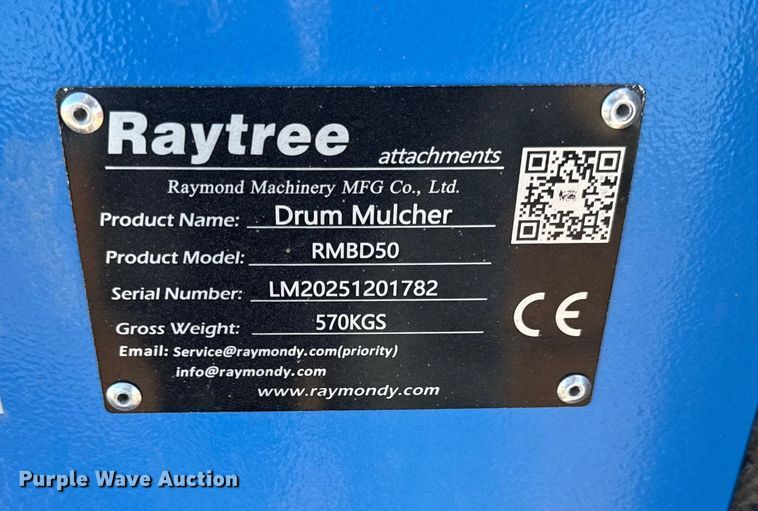 Raytree attachments
Raymond Machinery MFG Co., Ltd.
Product Name: Drum Mulcher
Product Model: RMBD50
Serial Number: LM20251201782
Gross Weight: 570KGS
CE
Email: Service@raymondy.com(priority)
info@raymondy.com
www.raymondy.com
Purple Wave Auction